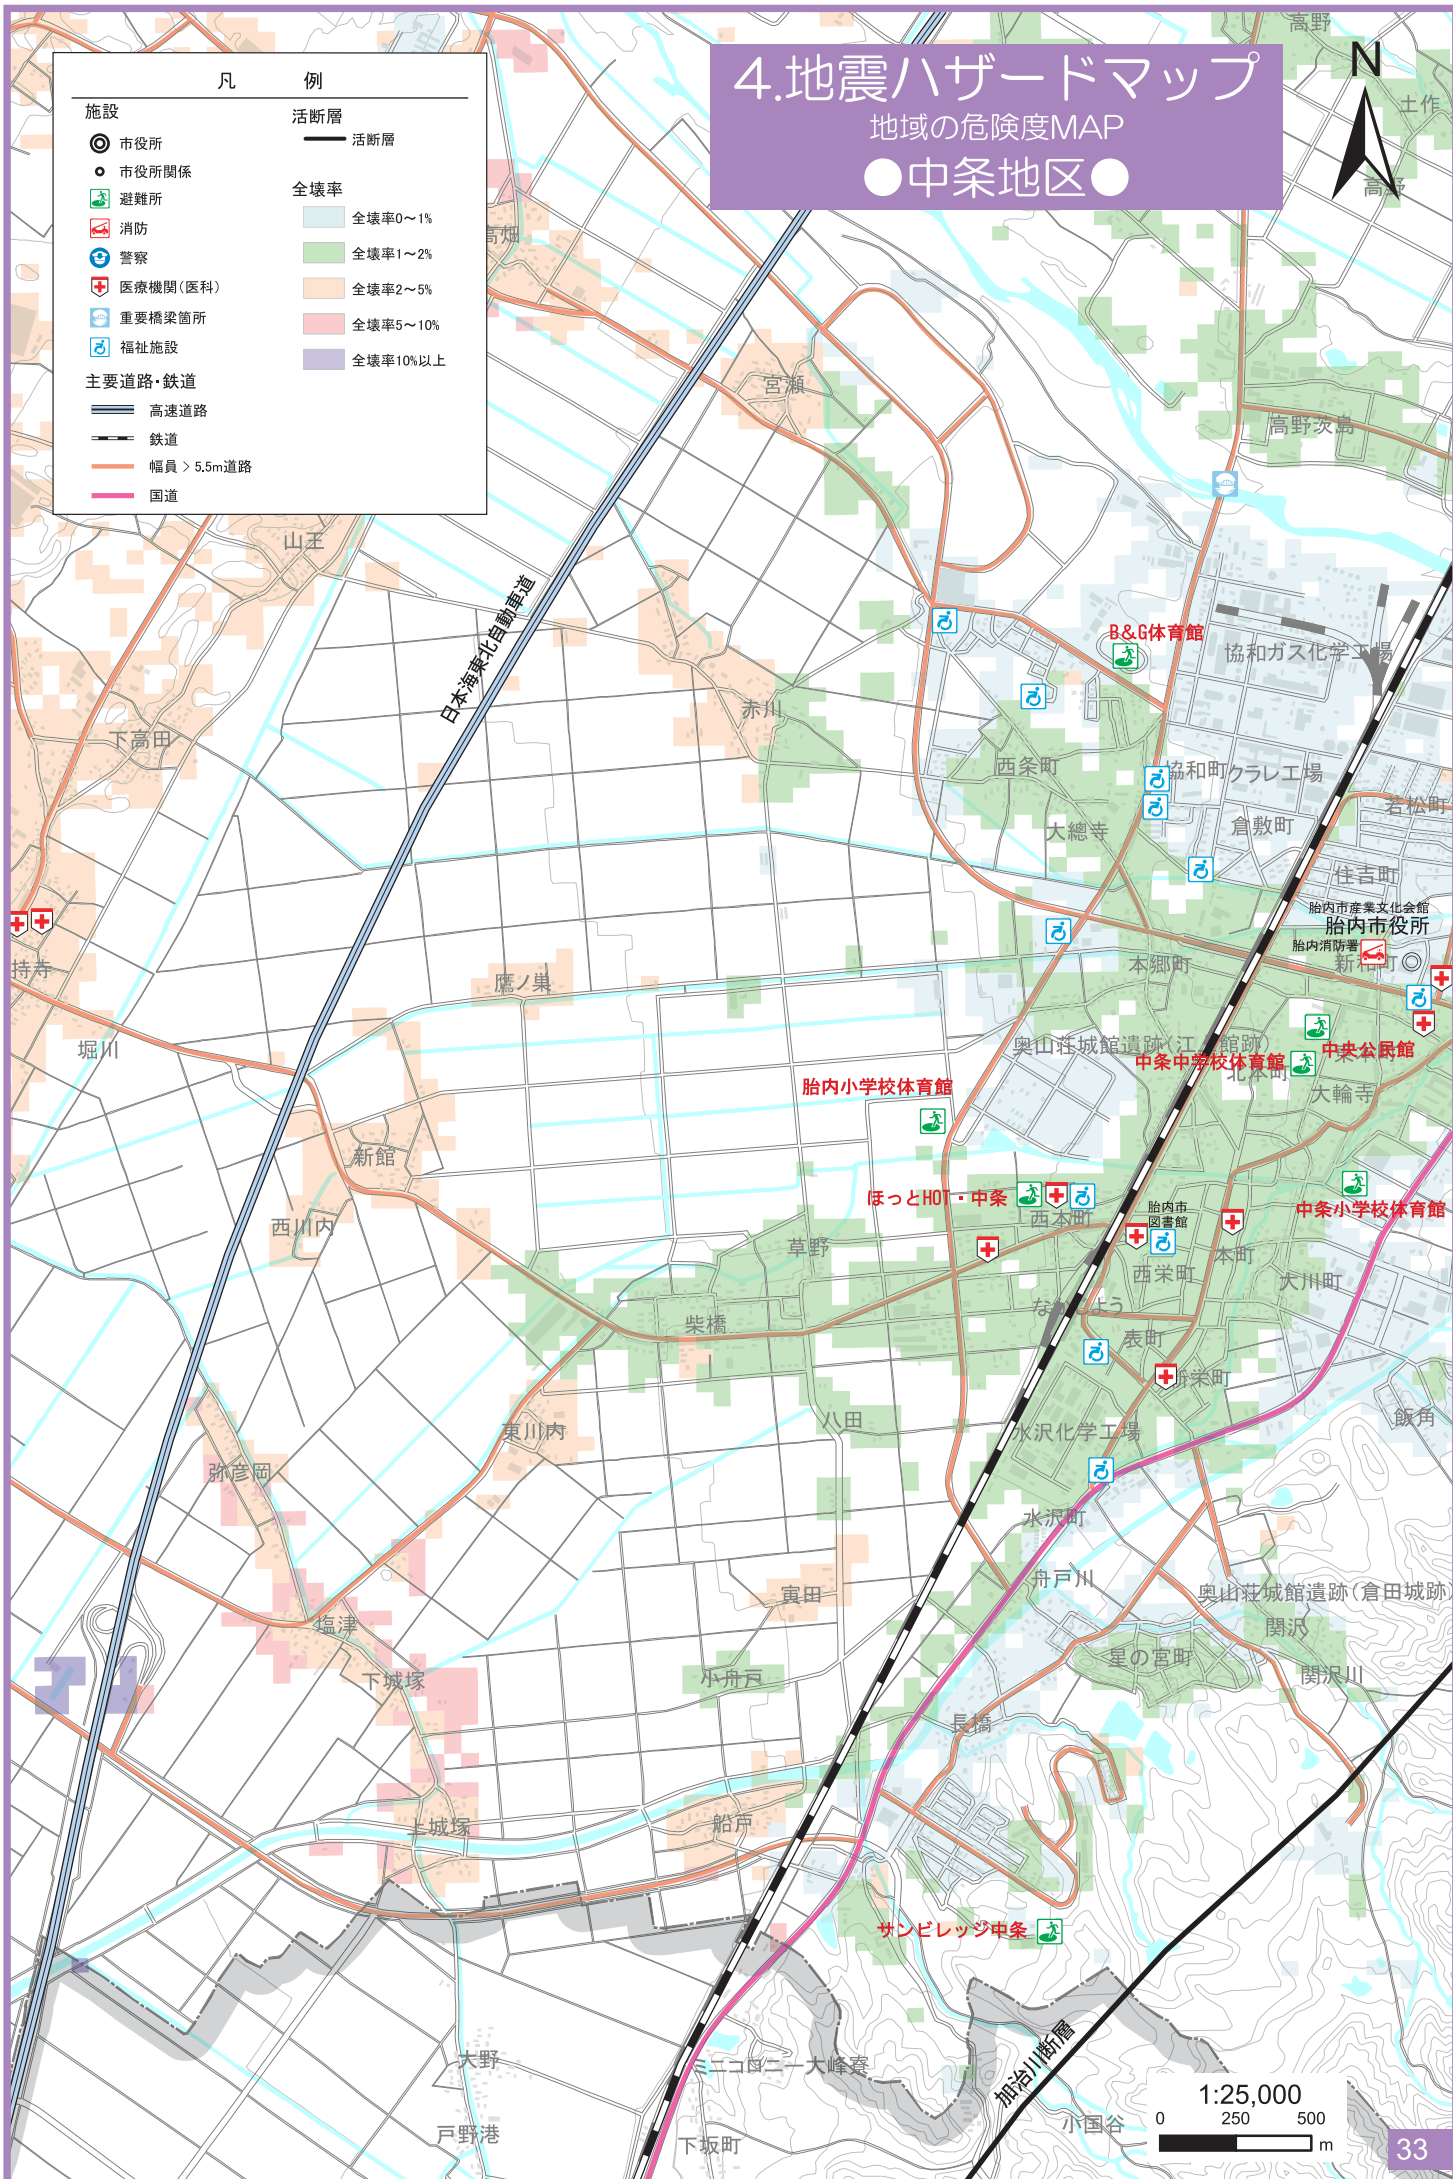 4.地震ハザードマップ
地域の危険度MAP
●中条地区●
N
凡 例
施設
市役所
市役所関係
避難所
消防
警察
医療機関(医科)
重要橋梁箇所
福祉施設
主要道路・鉄道
高速道路
鉄道
幅員 > 5.5m道路
国道
活断層
活断層
全壊率
全壊率0～1%
全壊率1～2%
全壊率2～5%
全壊率5～10%
全壊率10%以上
高野
土作
高野
高畑
宮瀬
高野茨島
山王
日本海東北自動車道
B&G体育館
協和ガス化学工場
赤川
下高田
西条町
協和町
クラレ工場
若松町
大總寺
倉敷町
住吉町
胎内市産業文化会館
胎内市役所
胎内消防署
新和町
持寺
鷹ノ巣
本郷町
堀川
奥山荘城館遺跡(江上館跡)
中条中学校体育館
中央公民館
北本町
胎内小学校体育館
大輪寺
新館
ほっとHOT・中条
西本町
胎内市
図書館
中条小学校体育館
西川内
草野
本町
西栄町
大川町
柴橋
なかじょう
表町
新栄町
飯角
八田
東川内
水沢化学工場
弥彦岡
水沢町
舟戸川
奥山荘城館遺跡(倉田城跡)
寅田
関沢
塩津
星の宮町
関沢川
下城塚
小舟戸
長橋
船戸
上城塚
サンビレッジ中条
大野
ミニコロニー大峰寮
加治川断層
小国谷
戸野港
下坂町
1:25,000
0 250 500
m
33